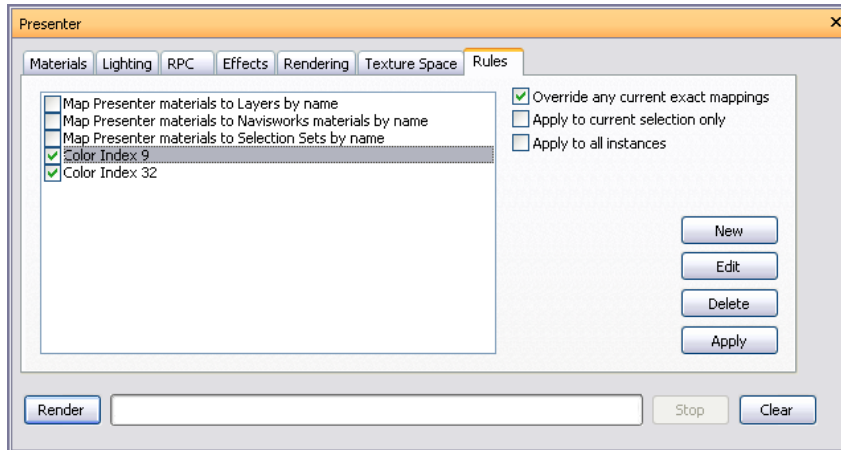 Presenter
Materials Lighting RPC Effects Rendering Texture Space Rules
Map Presenter materials to Layers by name
Map Presenter materials to Navisworks materials by name
Map Presenter materials to Selection Sets by name
Color Index 9
Color Index 32
Override any current exact mappings
Apply to current selection only
Apply to all instances
New
Edit
Delete
Apply
Render Stop Clear